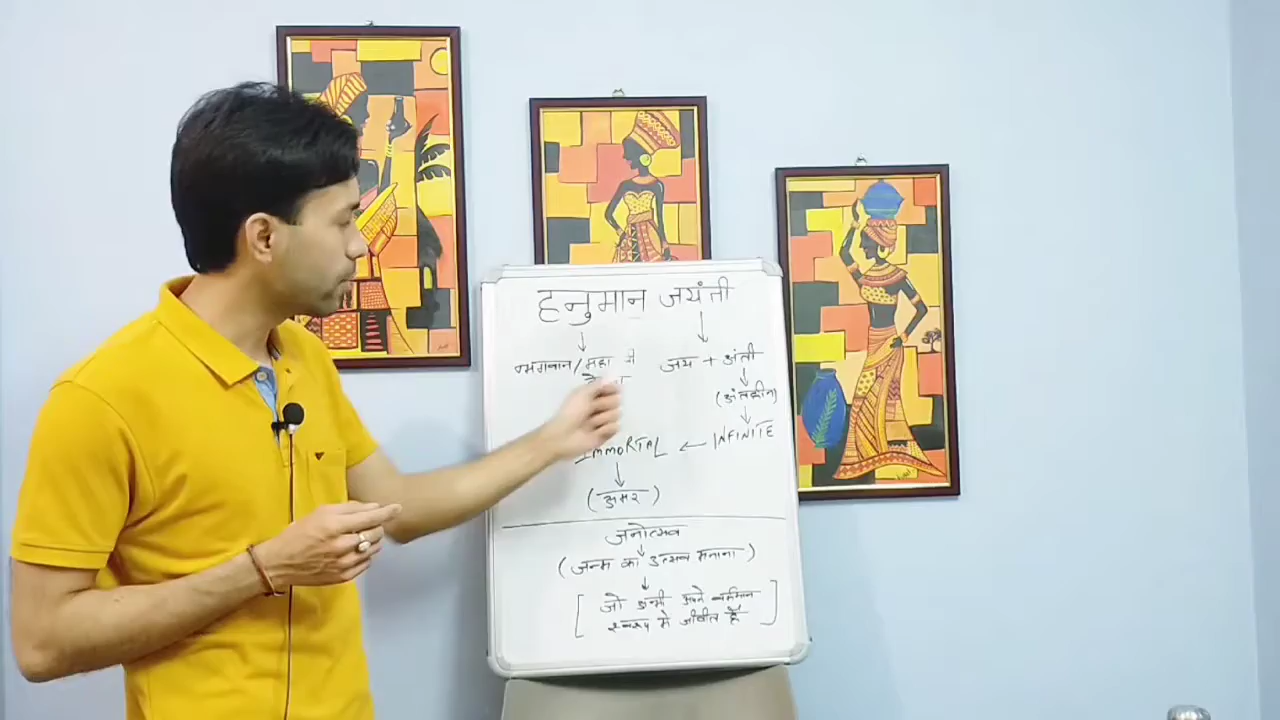 हनुमान जयंती
भगवान/महा जय + अंती
(अंतहीन)
IMMORTAL ← INFINITE
(अमर)
जनोत्सव
(जन्म का उत्सव मनाना)
[ जो अभी अपने वर्तमान
स्वरूप मे जीवीत है ]